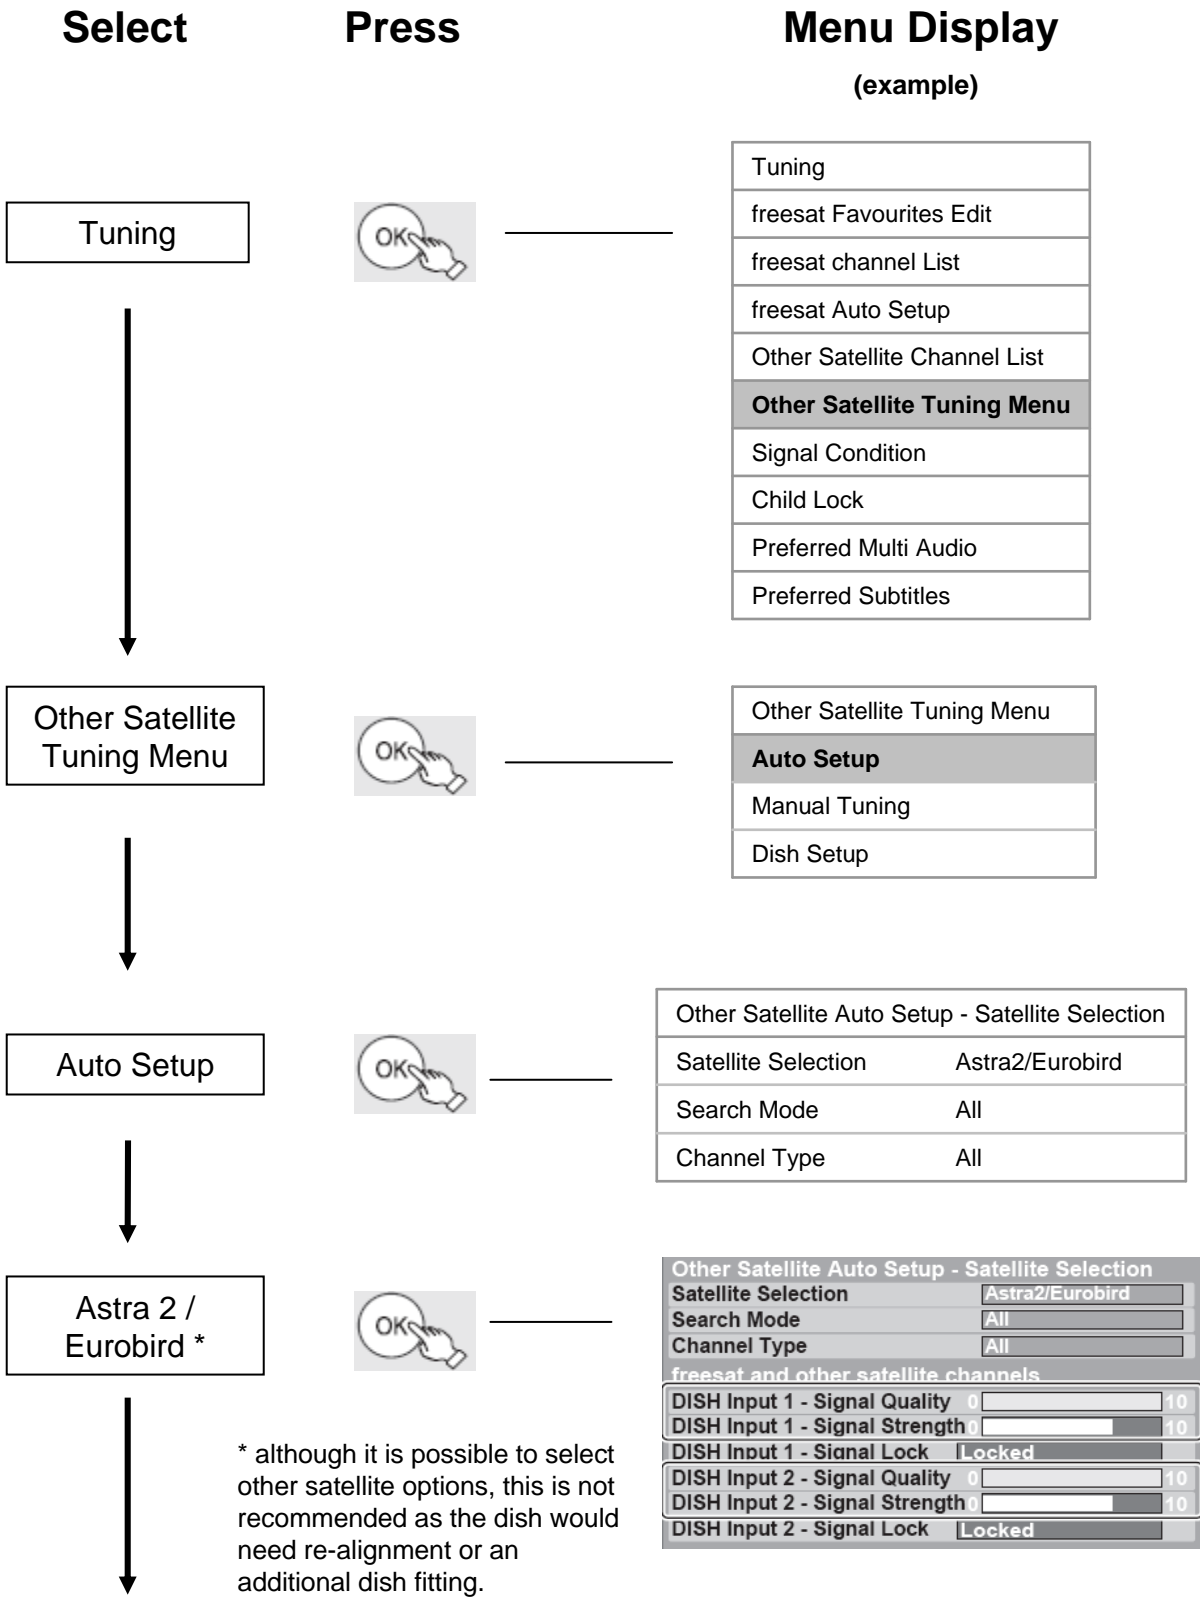 Select Press Menu Display
(example)
Tuning
OK
Tuning
freesat Favourites Edit
freesat channel List
freesat Auto Setup
Other Satellite Channel List
Other Satellite Tuning Menu
Signal Condition
Child Lock
Preferred Multi Audio
Preferred Subtitles
Other Satellite
Tuning Menu
OK
Other Satellite Tuning Menu
Auto Setup
Manual Tuning
Dish Setup
Auto Setup
OK
Other Satellite Auto Setup - Satellite Selection
Satellite Selection Astra2/Eurobird
Search Mode All
Channel Type All
Astra 2 /
Eurobird *
OK
Other Satellite Auto Setup - Satellite Selection
Satellite Selection Astra2/Eurobird
Search Mode All
Channel Type All
freesat and other satellite channels
DISH Input 1 - Signal Quality 0 10
DISH Input 1 - Signal Strength 0 10
DISH Input 1 - Signal Lock Locked
DISH Input 2 - Signal Quality 0 10
DISH Input 2 - Signal Strength 0 10
DISH Input 2 - Signal Lock Locked
* although it is possible to select
other satellite options, this is not
recommended as the dish would
need re-alignment or an
additional dish fitting.